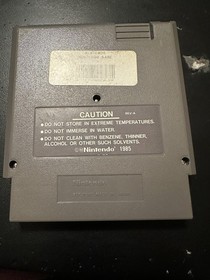 CAUTION
REV-A
● DO NOT STORE IN EXTREME TEMPERATURES.
● DO NOT IMMERSE IN WATER.
● DO NOT CLEAN WITH BENZENE, THINNER,
ALCOHOL OR OTHER SUCH SOLVENTS.
©Nintendo 1985